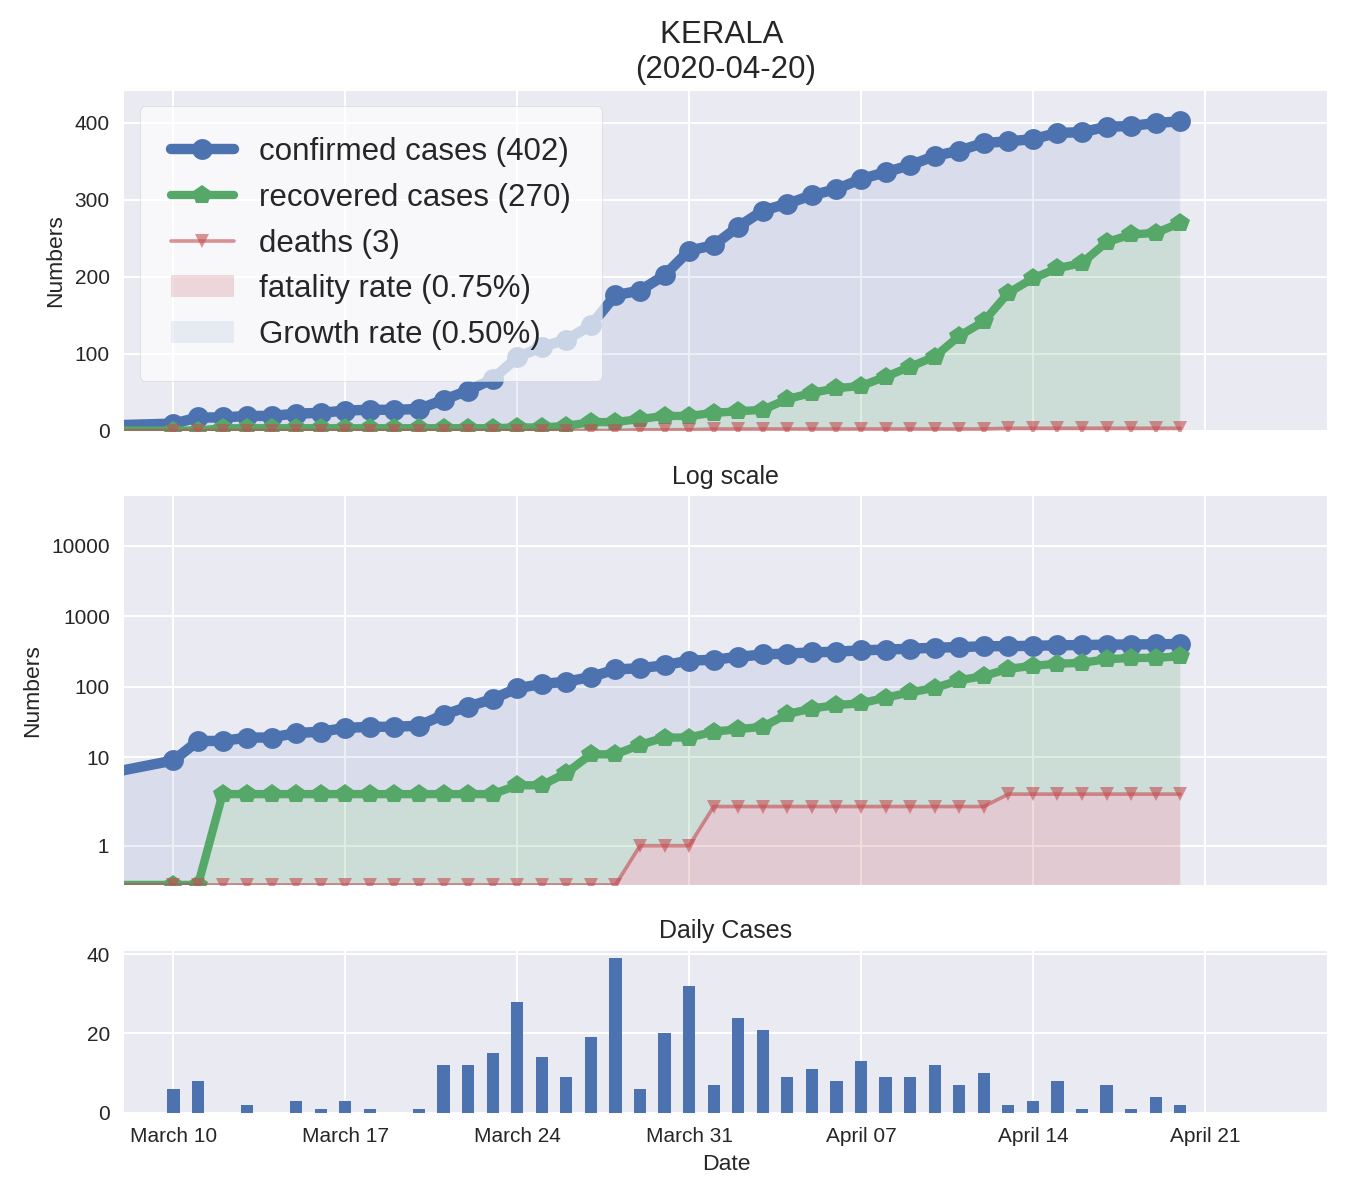 KERALA
(2020-04-20)
400
300
200
100
0
Numbers
confirmed cases (402)
recovered cases (270)
deaths (3)
fatality rate (0.75%)
Growth rate (0.50%)
Log scale
10000
1000
100
10
1
Numbers
Daily Cases
40
20
0
March 10 March 17 March 24 March 31 April 07 April 14 April 21
Date